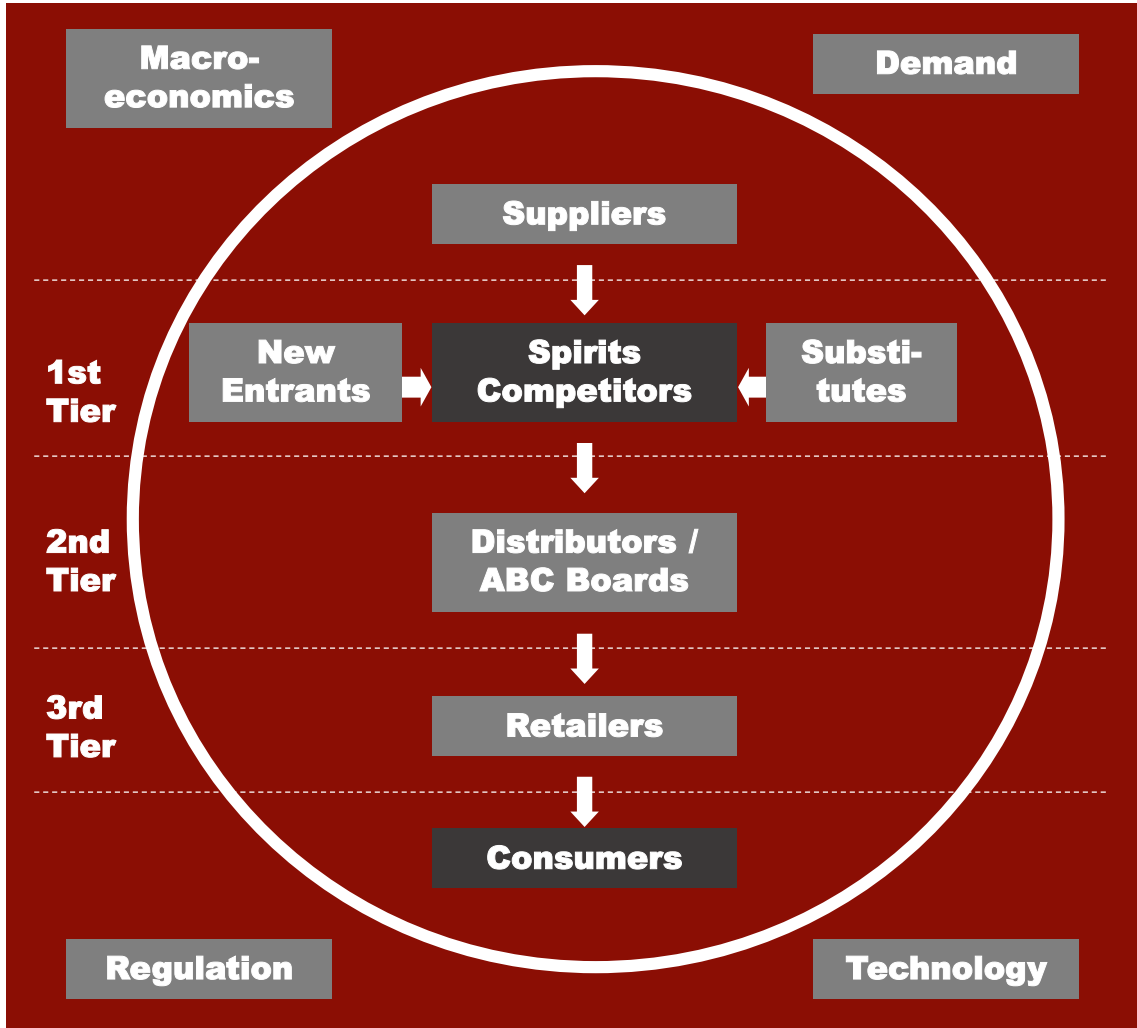 Macro-
economics
Demand
Suppliers
1st
Tier
New
Entrants
Spirits
Competitors
Substi-
tutes
2nd
Tier
Distributors /
ABC Boards
3rd
Tier
Retailers
Consumers
Regulation
Technology